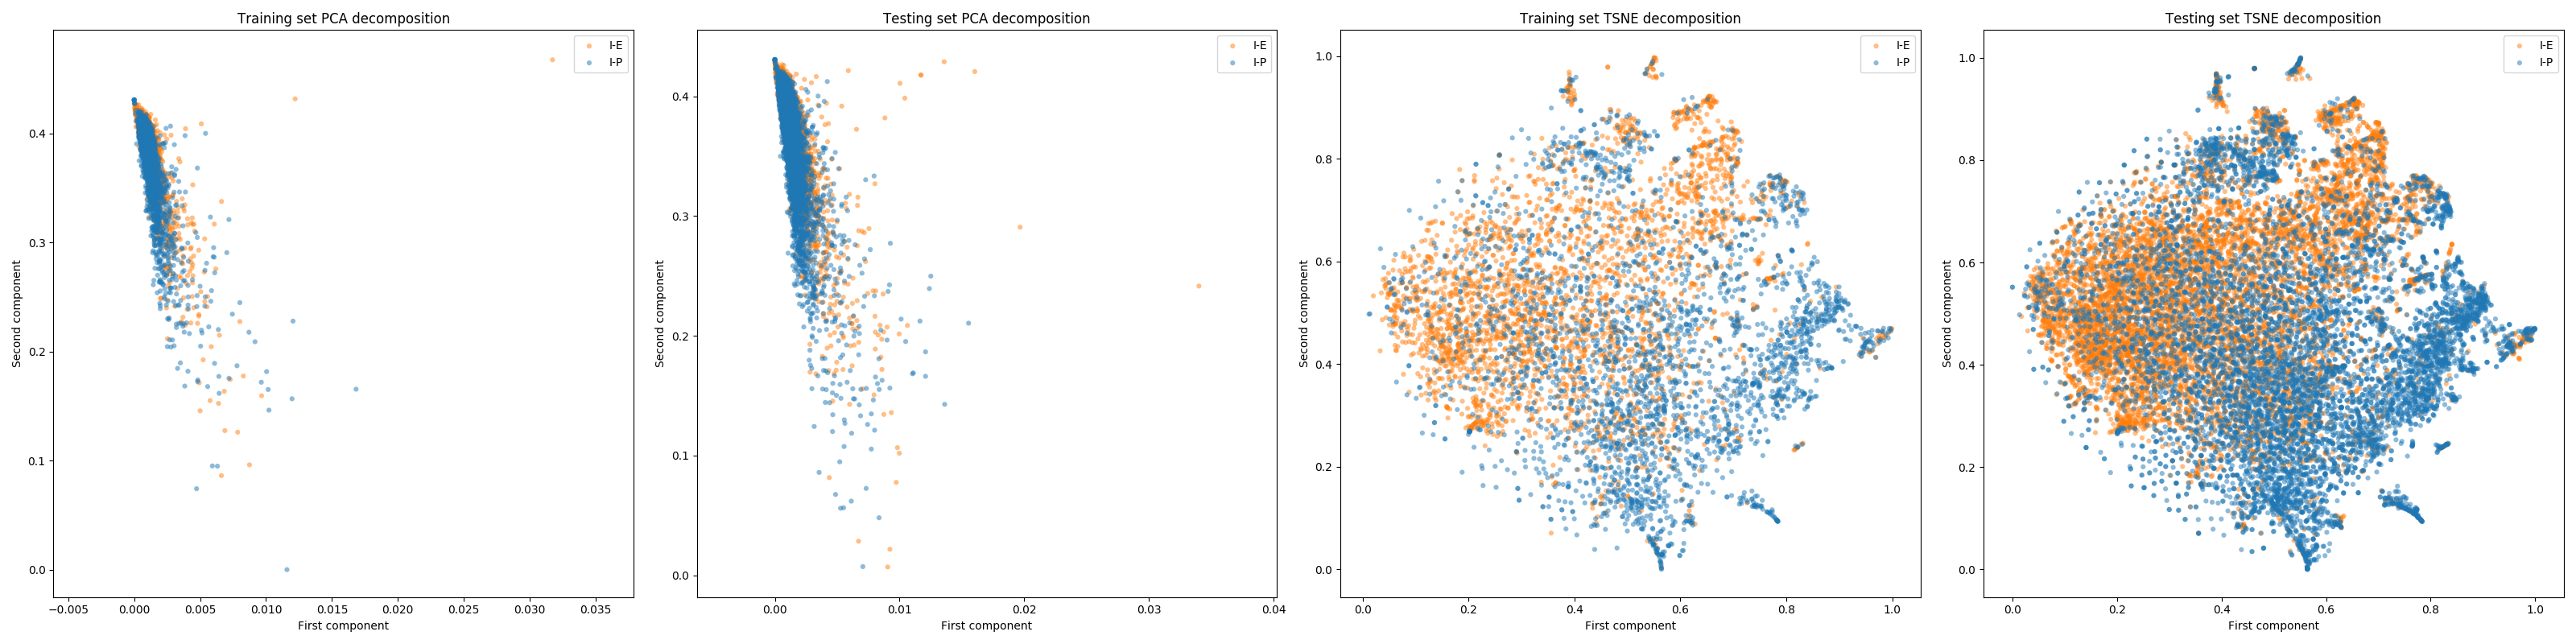 Training set PCA decomposition
I-E
I-P
Second component
0.4
0.3
0.2
0.1
0.0
−0.005 0.000 0.005 0.010 0.015 0.020 0.025 0.030 0.035
First component
Testing set PCA decomposition
I-E
I-P
Second component
0.4
0.3
0.2
0.1
0.0
0.00 0.01 0.02 0.03 0.04
First component
Training set TSNE decomposition
I-E
I-P
Second component
1.0
0.8
0.6
0.4
0.2
0.0
0.0 0.2 0.4 0.6 0.8 1.0
First component
Testing set TSNE decomposition
I-E
I-P
Second component
1.0
0.8
0.6
0.4
0.2
0.0
0.0 0.2 0.4 0.6 0.8 1.0
First component